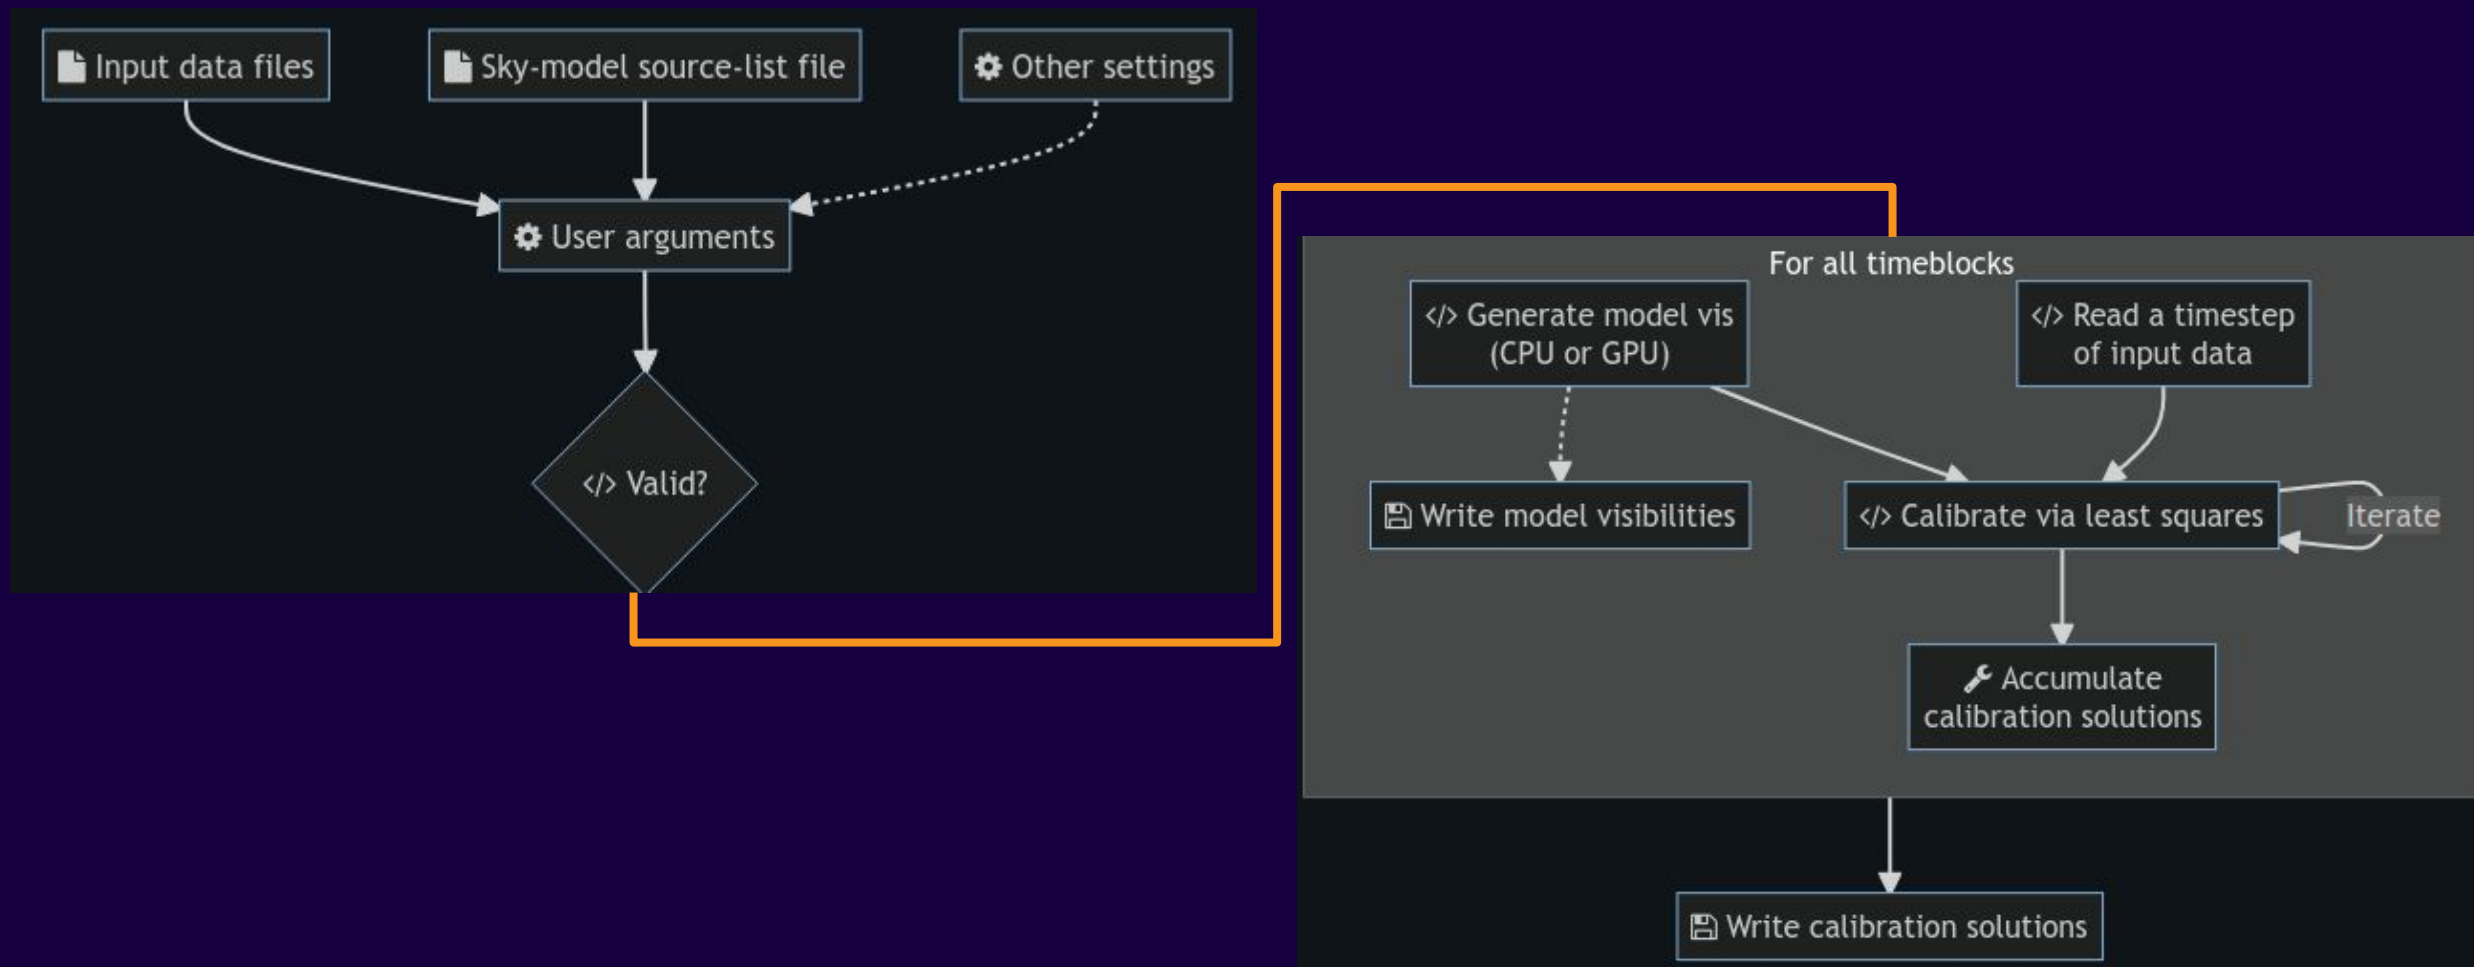 Input data files
Sky-model source-list file
Other settings
User arguments
</> Valid?
For all timeblocks
</> Generate model vis
(CPU or GPU)
</> Read a timestep
of input data
Write model visibilities
</> Calibrate via least squares
Iterate
Accumulate
calibration solutions
Write calibration solutions